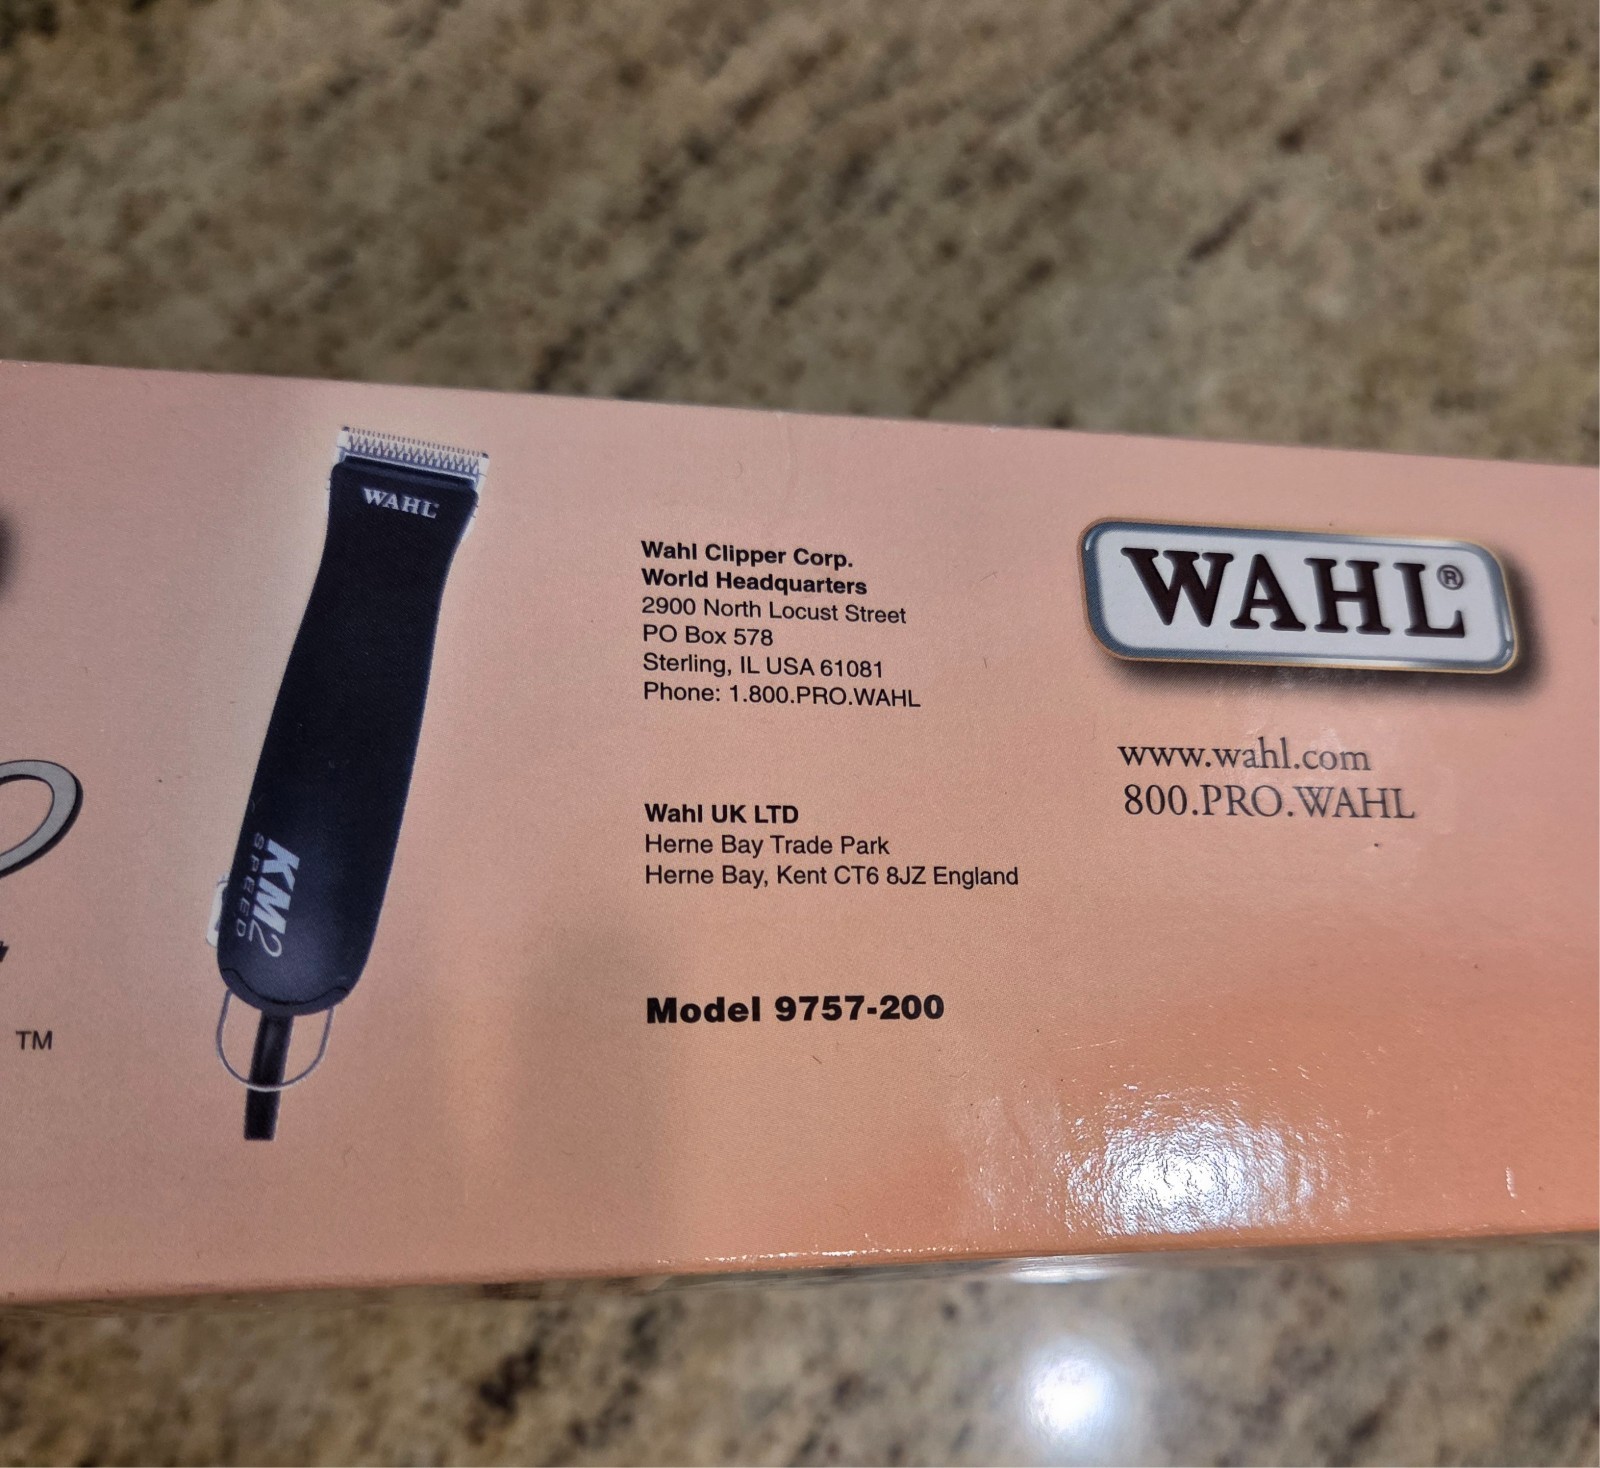 WAHL
KM2
SPEED
TM
Wahl Clipper Corp.
World Headquarters
2900 North Locust Street
PO Box 578
Sterling, IL USA 61081
Phone: 1.800.PRO.WAHL
Wahl UK LTD
Herne Bay Trade Park
Herne Bay, Kent CT6 8JZ England
Model 9757-200
WAHL®
www.wahl.com
800.PRO.WAHL